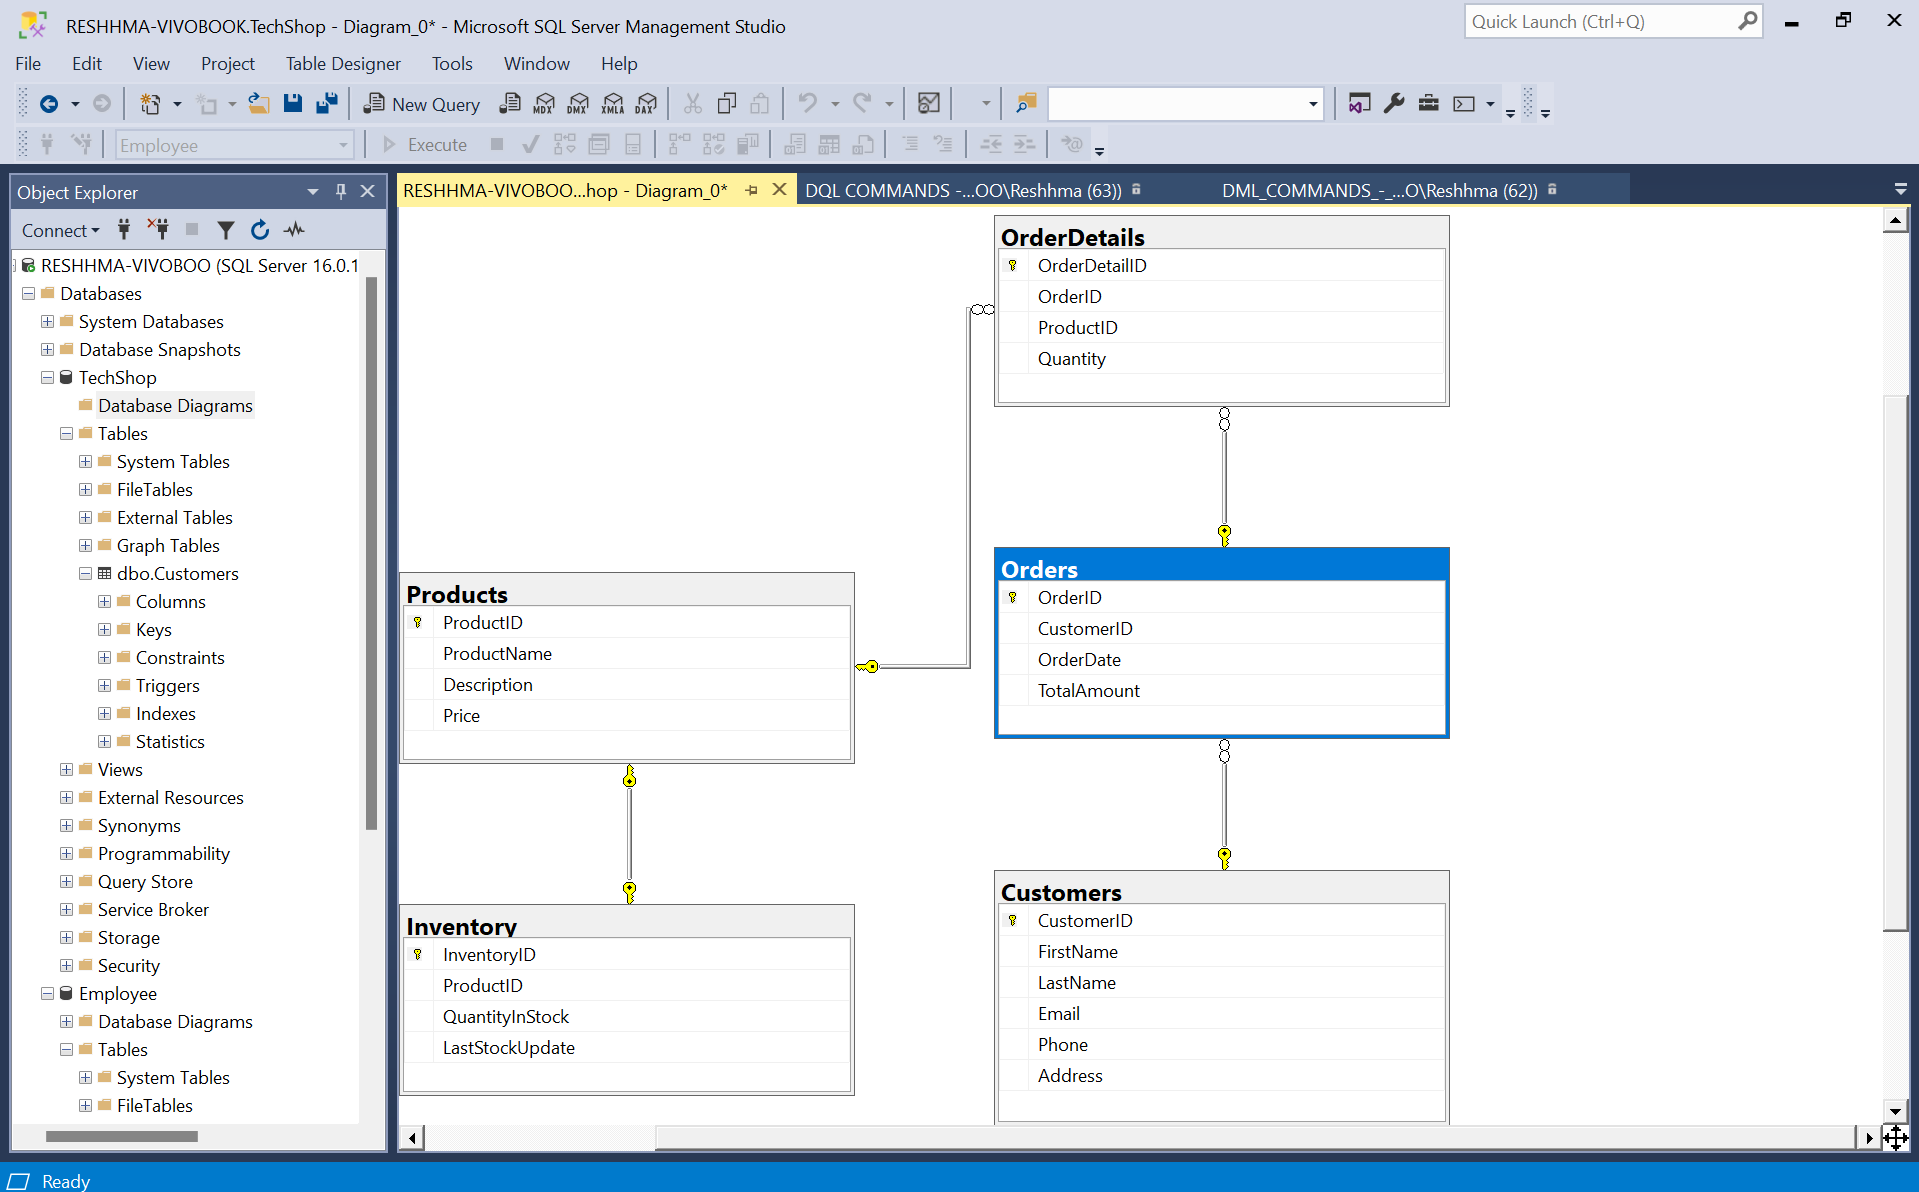 RESHHMA-VIVOBOOK.TechShop - Diagram_0* - Microsoft SQL Server Management Studio
Quick Launch (Ctrl+Q)
File Edit View Project Table Designer Tools Window Help
New Query MDX DMX XMLA DAX
Employee Execute
Object Explorer
RESHHMA-VIVOBOO...hop - Diagram_0* DQL COMMANDS -...OO\Reshhma (63)) DML_COMMANDS_-_...O\Reshhma (62))
Connect
RESHHMA-VIVOBOO (SQL Server 16.0.1
Databases
System Databases
Database Snapshots
TechShop
Database Diagrams
Tables
System Tables
FileTables
External Tables
Graph Tables
dbo.Customers
Columns
Keys
Constraints
Triggers
Indexes
Statistics
Views
External Resources
Synonyms
Programmability
Query Store
Service Broker
Storage
Security
Employee
Database Diagrams
Tables
System Tables
FileTables
OrderDetails
OrderDetailID
OrderID
ProductID
Quantity
Orders
OrderID
CustomerID
OrderDate
TotalAmount
Products
ProductID
ProductName
Description
Price
Inventory
InventoryID
ProductID
QuantityInStock
LastStockUpdate
Customers
CustomerID
FirstName
LastName
Email
Phone
Address
Ready